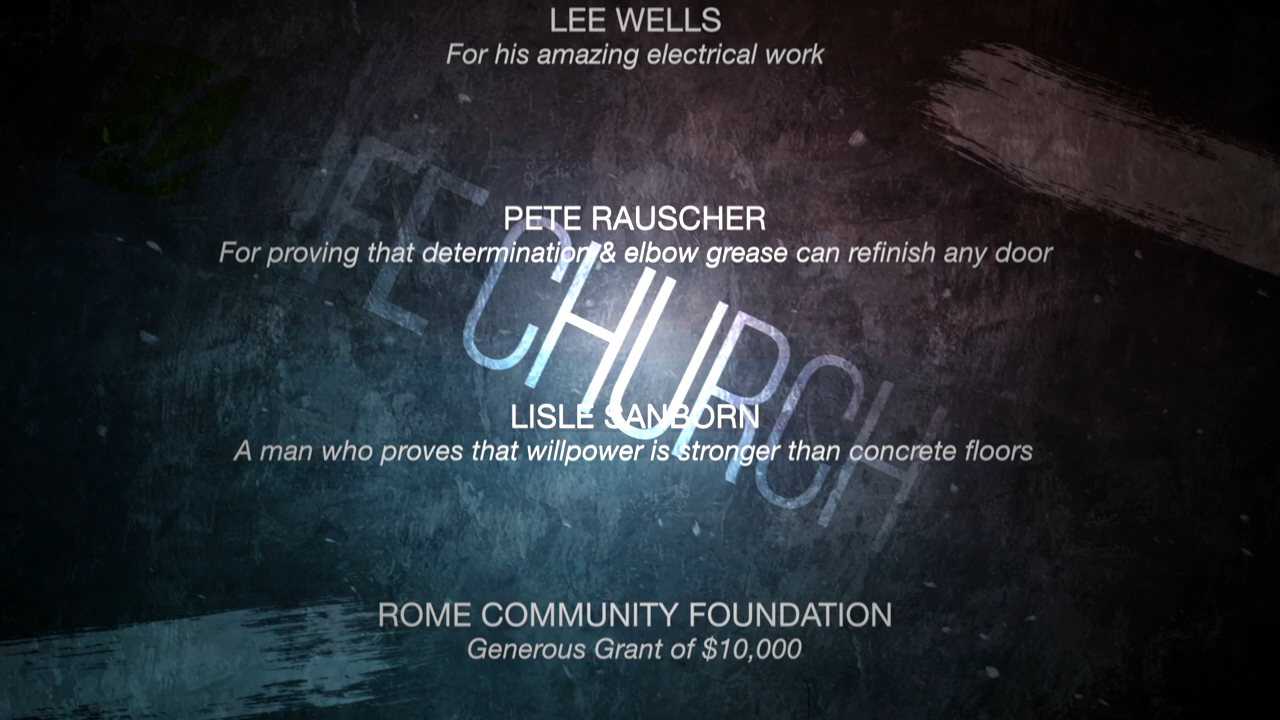 LEE WELLS
For his amazing electrical work
PETE RAUSCHER
For proving that determination & elbow grease can refinish any door
CHURCH
LISLE SANBORN
A man who proves that willpower is stronger than concrete floors
ROME COMMUNITY FOUNDATION
Generous Grant of $10,000